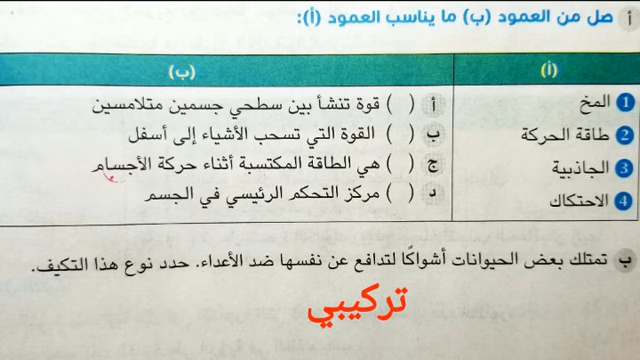 أ صل من العمود (ب) ما يناسب العمود (أ):
(أ) (ب)
1 المخ أ ( ) قوة تنشأ بين سطحي جسمين متلامسين
2 طاقة الحركة ب ( ) القوة التي تسحب الأشياء إلى أسفل
3 الجاذبية ج ( ) هي الطاقة المكتسبة أثناء حركة الأجسام
4 الاحتكاك د ( ) مركز التحكم الرئيسي في الجسم
ب تمتلك بعض الحيوانات أشواكًا لتدافع عن نفسها ضد الأعداء. حدد نوع هذا التكيف.
تركيبي